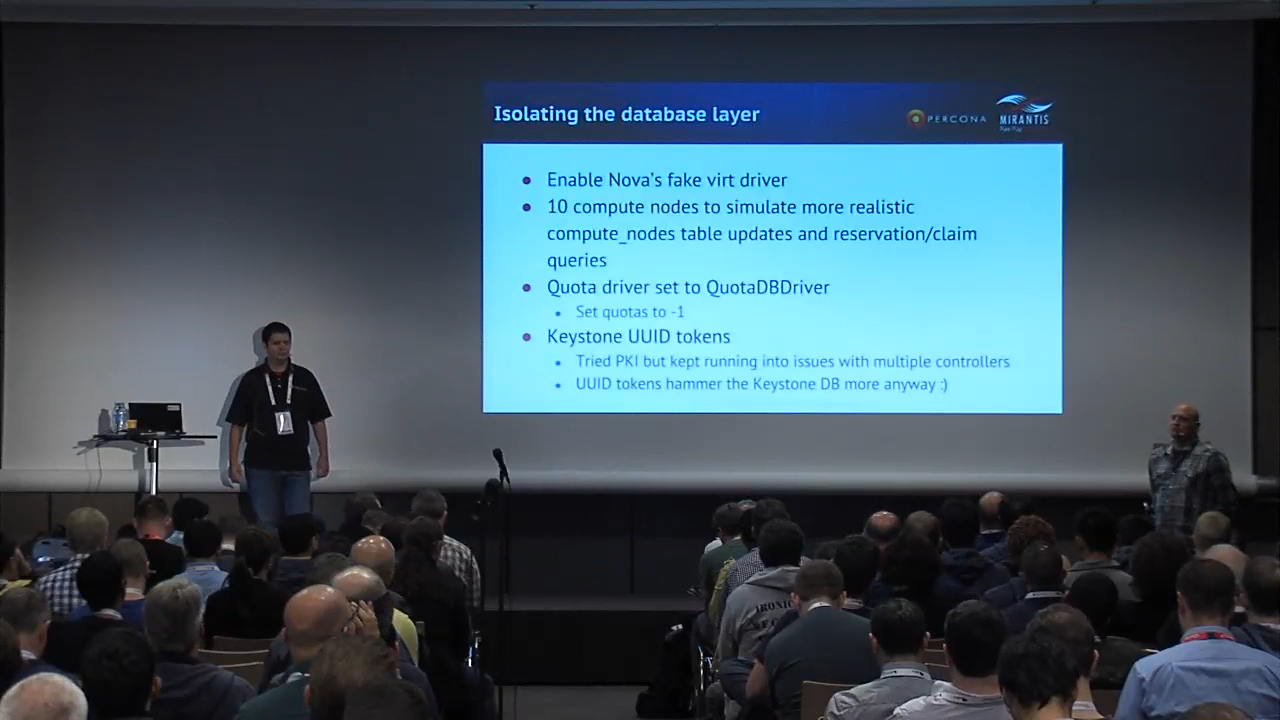 Isolating the database layer
PERCONA
MIRANTIS
Enable Nova's fake virt driver
10 compute nodes to simulate more realistic
compute_nodes table updates and reservation/claim
queries
Quota driver set to QuotaDBDriver
Set quotas to -1
Keystone UUID tokens
Tried PKI but kept running into issues with multiple controllers
UUID tokens hammer the Keystone DB more anyway :)
IRONIC